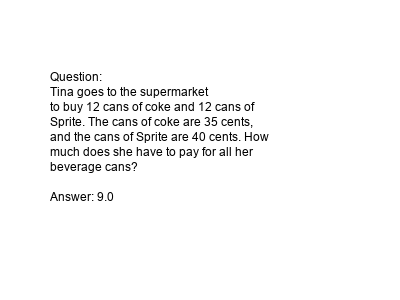 Question:
Tina goes to the supermarket
to buy 12 cans of coke and 12 cans of
Sprite. The cans of coke are 35 cents,
and the cans of Sprite are 40 cents. How
much does she have to pay for all her
beverage cans?
Answer: 9.0